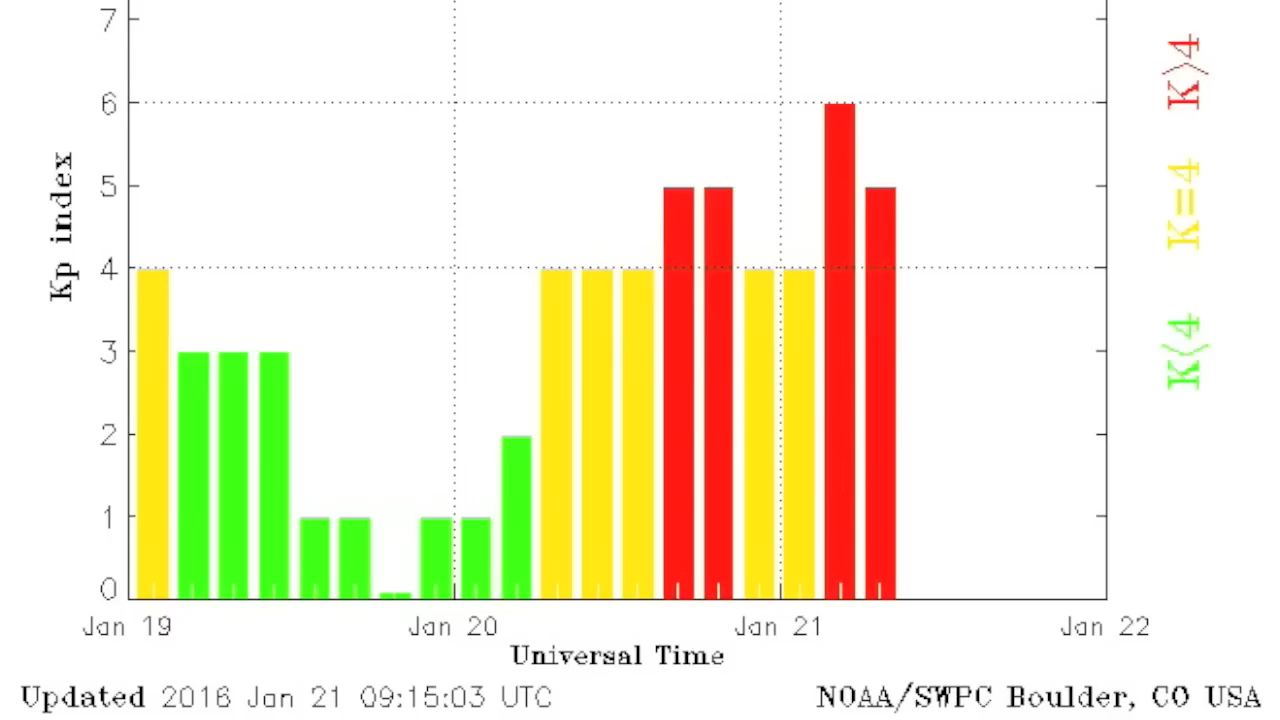 7
6
5
4
3
2
1
0
Kp index
K>4
K=4
K<4
Jan 19 Jan 20 Jan 21 Jan 22
Universal Time
Updated 2016 Jan 21 09:15:03 UTC NOAA/SWPC Boulder, CO USA